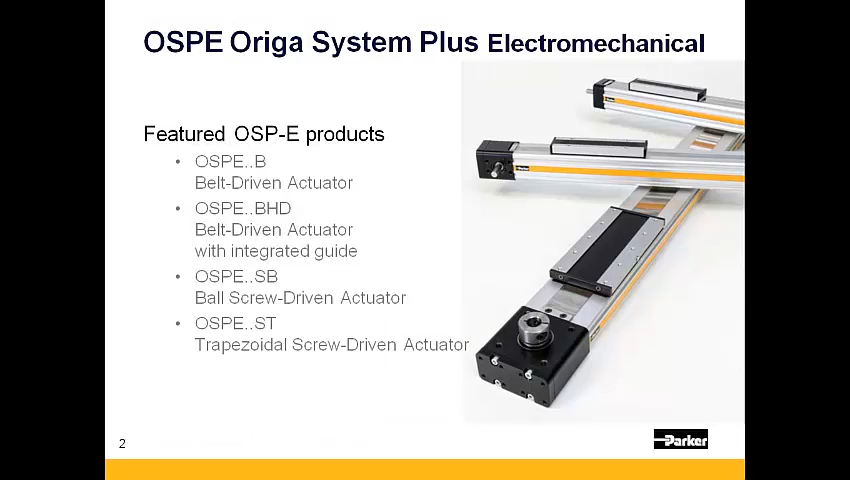 OSPE Origa System Plus Electromechanical
Featured OSP-E products
• OSPE..B
Belt-Driven Actuator
• OSPE..BHD
Belt-Driven Actuator
with integrated guide
• OSPE..SB
Ball Screw-Driven Actuator
• OSPE..ST
Trapezoidal Screw-Driven Actuator
2
Parker